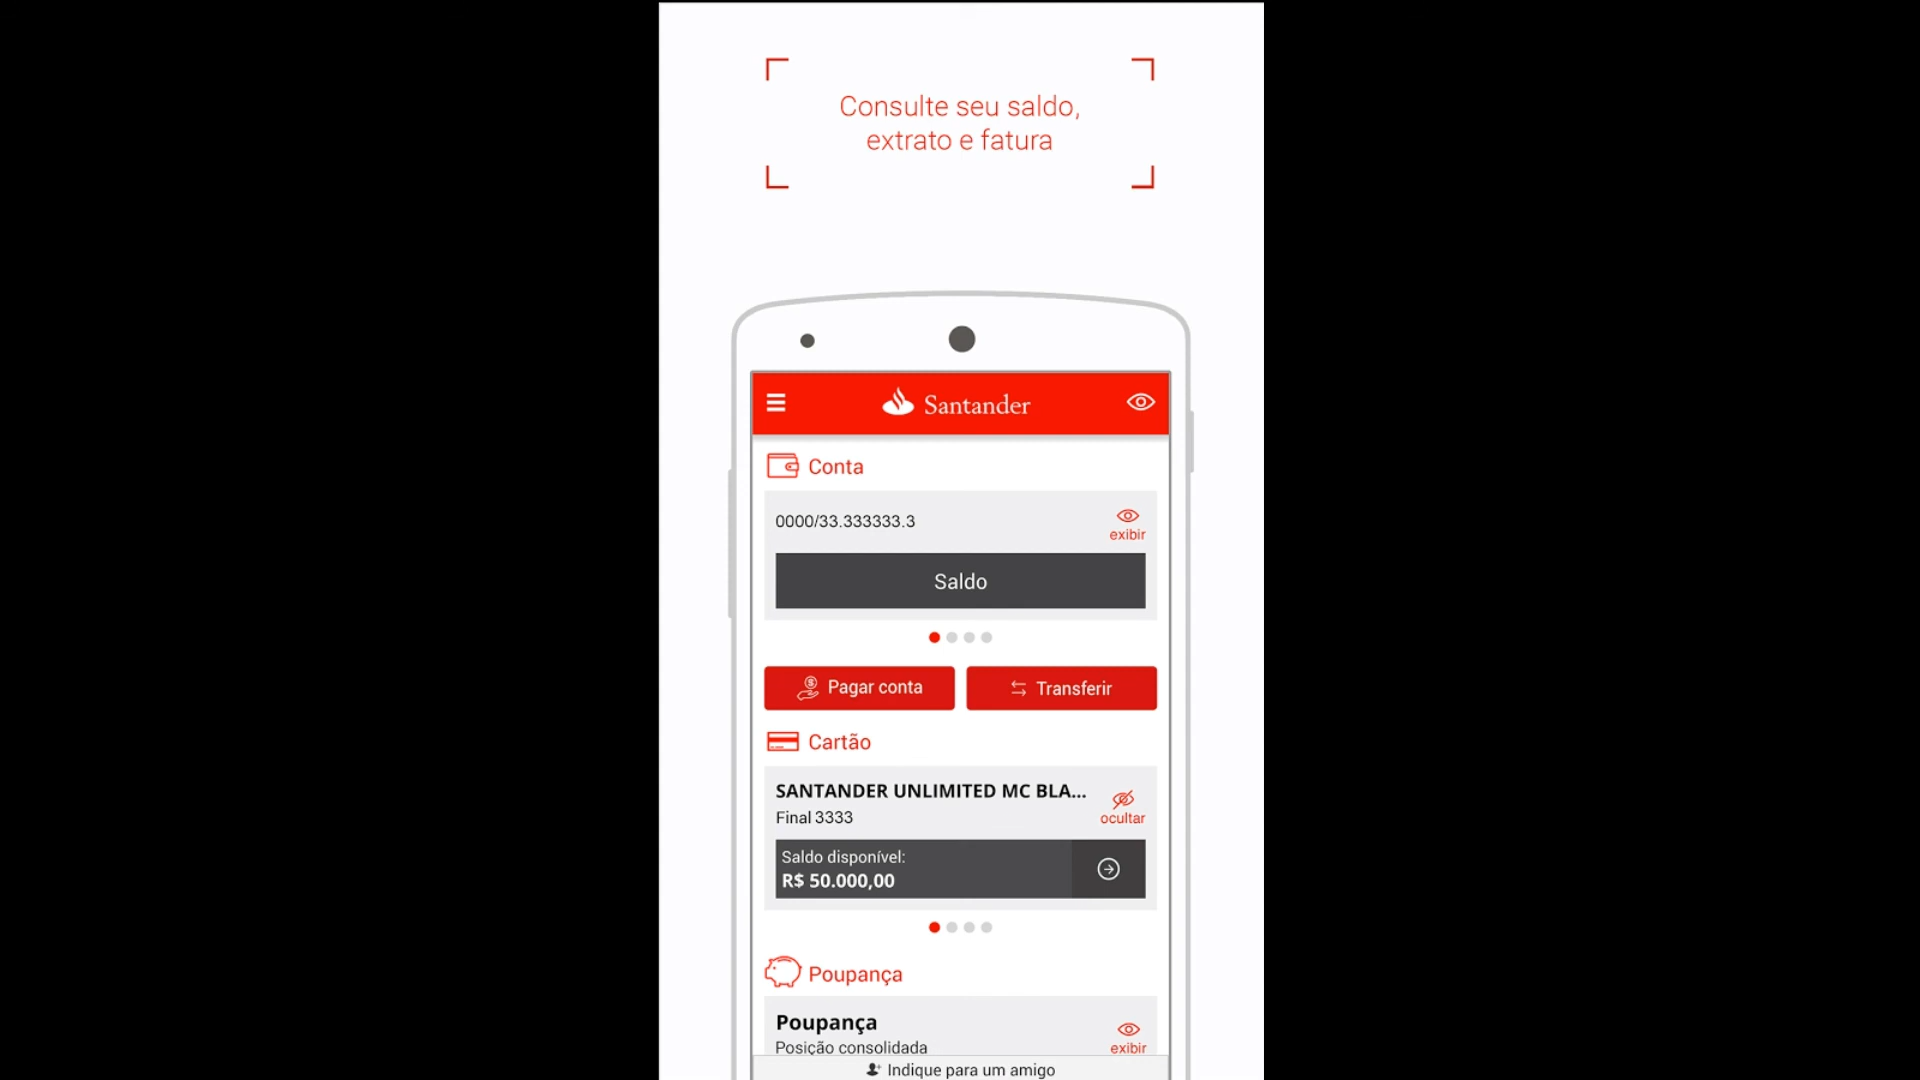 Consulte seu saldo,
extrato e fatura
Santander
Conta
0000/33.333333.3
exibir
Saldo
Pagar conta
Transferir
Cartão
SANTANDER UNLIMITED MC BLA...
Final 3333
ocultar
Saldo disponível:
R$ 50.000,00
Poupança
Poupança
Posição consolidada
exibir
Indique para um amigo